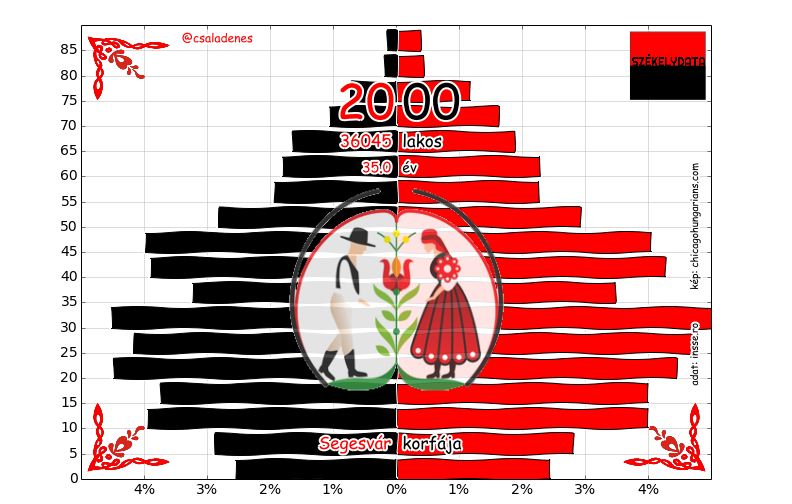 @csaladenes
SZÉKELYDATA
2000
36045 lakos
35.0 év
kép: chicagohungarians.com
adat: insse.ro
Segesvár korfája
85
80
75
70
65
60
55
50
45
40
35
30
25
20
15
10
5
0
4% 3% 2% 1% 0% 1% 2% 3% 4%